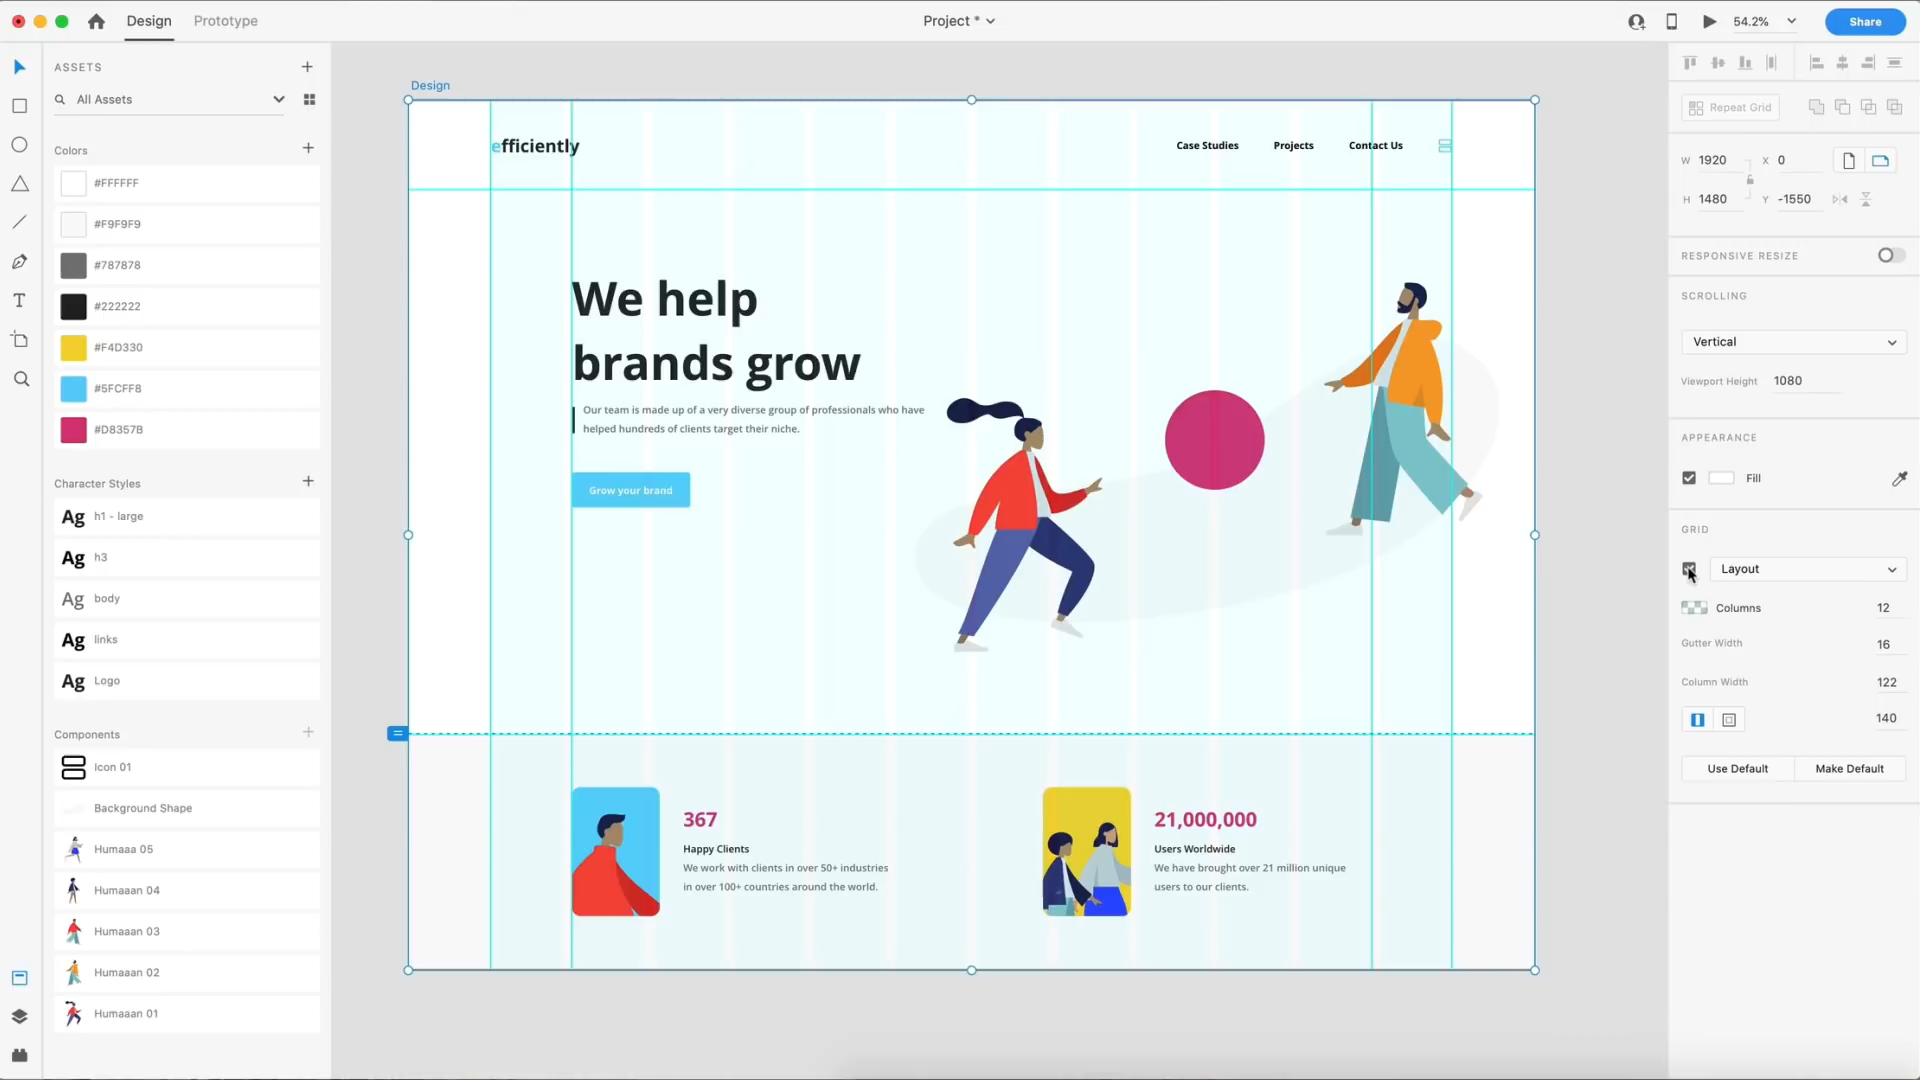 Design
Prototype
Project *
54.2%
Share
ASSETS
All Assets
Colors
#FFFFFF
#F9F9F9
#787878
#222222
#F4D330
#5FCFF8
#D8357B
Character Styles
Ag h1 - large
Ag h3
Ag body
Ag links
Ag Logo
Components
Icon 01
Background Shape
Humaaa 05
Humaaan 04
Humaaan 03
Humaaan 02
Humaaan 01
Design
efficiently
Case Studies
Projects
Contact Us
We help
brands grow
Our team is made up of a very diverse group of professionals who have
helped hundreds of clients target their niche.
Grow your brand
367
Happy Clients
We work with clients in over 50+ industries
in over 100+ countries around the world.
21,000,000
Users Worldwide
We have brought over 21 million unique
users to our clients.
Repeat Grid
W 1920
X 0
H 1480
Y -1550
RESPONSIVE RESIZE
SCROLLING
Vertical
Viewport Height 1080
APPEARANCE
Fill
GRID
Layout
Columns 12
Gutter Width 16
Column Width 122
140
Use Default
Make Default